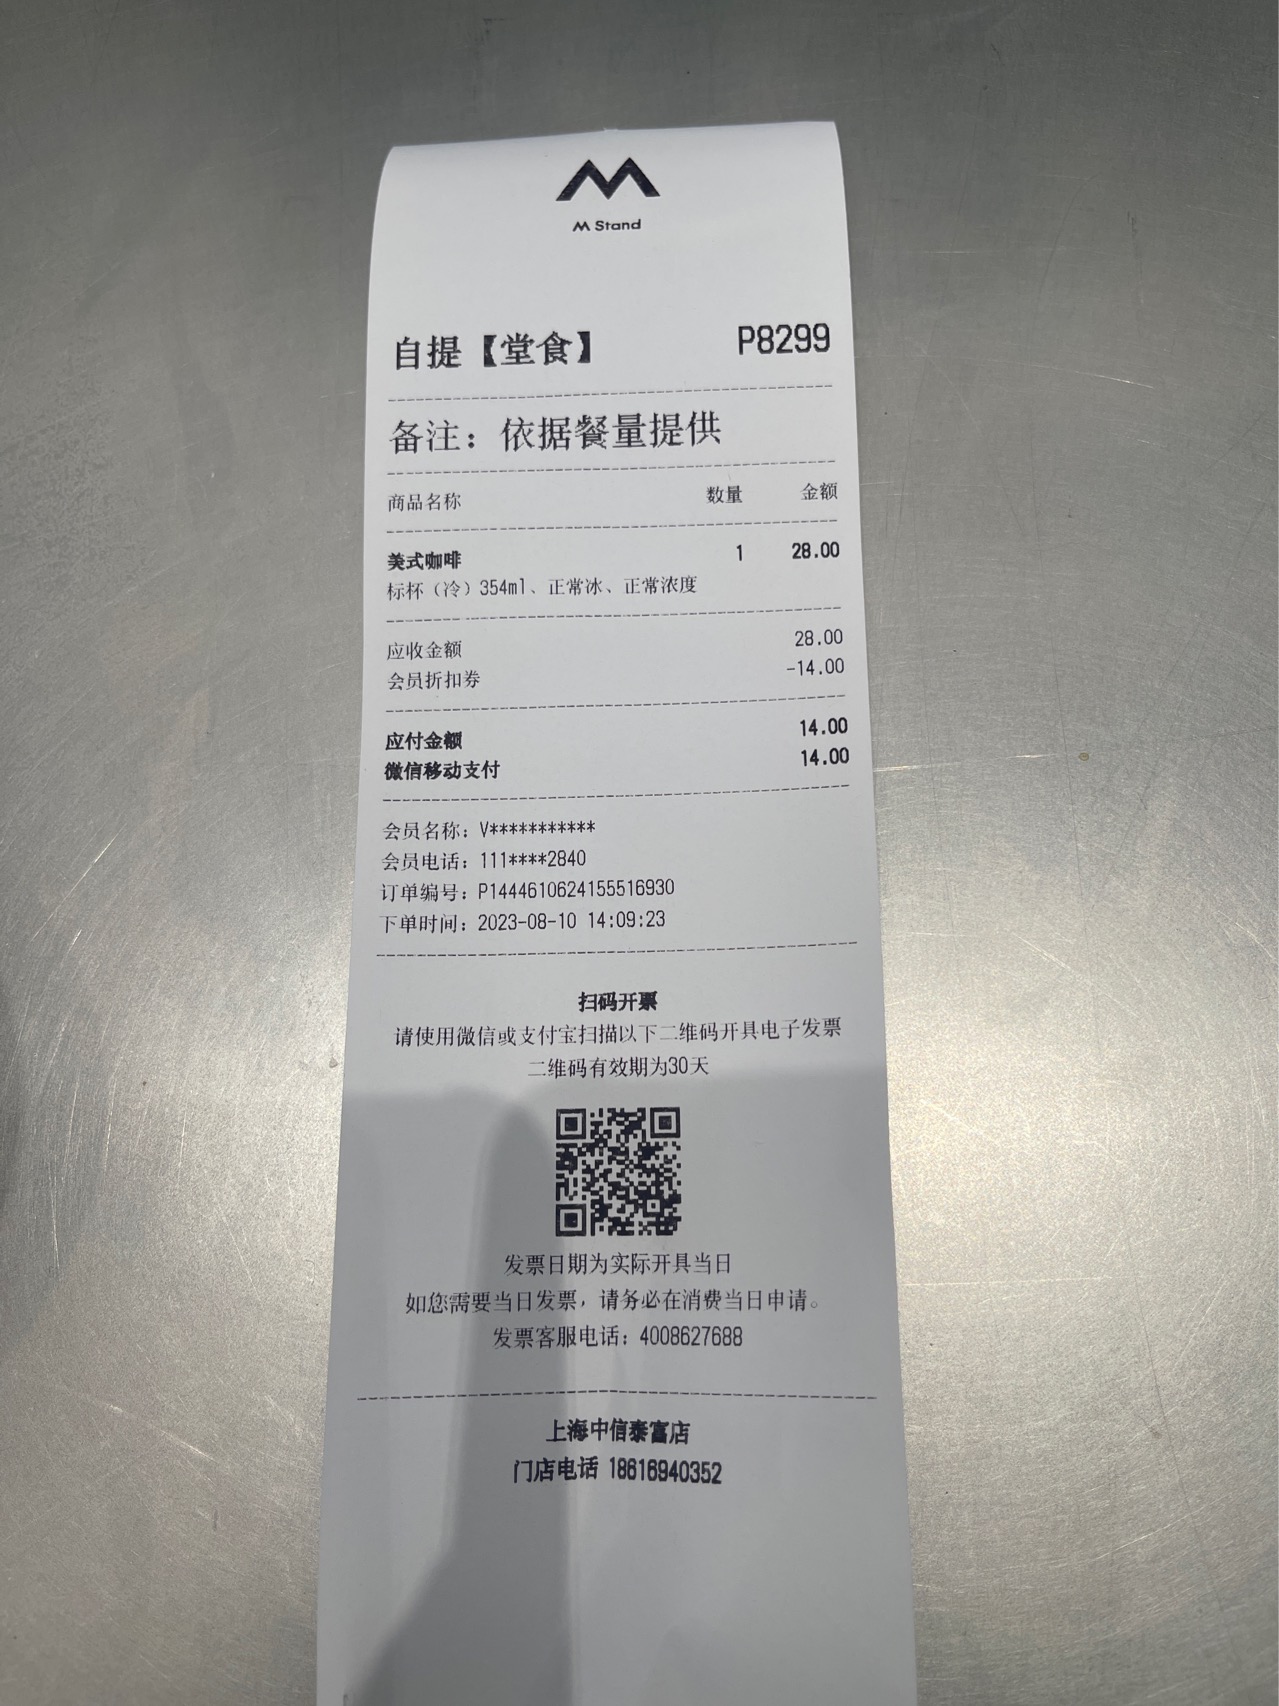 M Stand
自提【堂食】 P8299
备注：依据餐量提供
商品名称 数量 金额
美式咖啡 1 28.00
标杯（冷）354ml、正常冰、正常浓度
应收金额 28.00
会员折扣券 -14.00
应付金额 14.00
微信移动支付 14.00
会员名称：V***********
会员电话：111****2840
订单编号：P1444610624155516930
下单时间：2023-08-10 14:09:23
扫码开票
请使用微信或支付宝扫描以下二维码开具电子发票
二维码有效期为30天
发票日期为实际开具当日
如您需要当日发票，请务必在消费当日申请。
发票客服电话：4008627688
上海中信泰富店
门店电话 18616940352